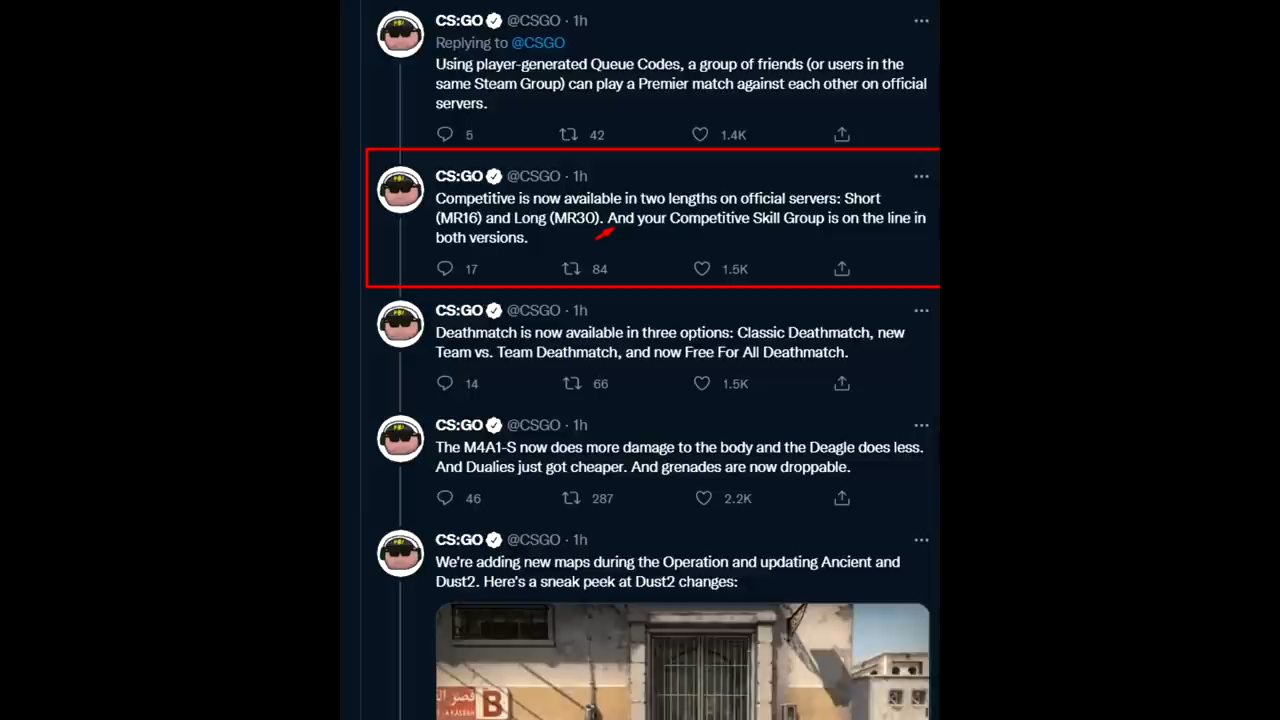 CS:GO @CSGO · 1h
Replying to @CSGO
Using player-generated Queue Codes, a group of friends (or users in the
same Steam Group) can play a Premier match against each other on official
servers.
5 42 1.4K
CS:GO @CSGO · 1h
Competitive is now available in two lengths on official servers: Short
(MR16) and Long (MR30). And your Competitive Skill Group is on the line in
both versions.
17 84 1.5K
CS:GO @CSGO · 1h
Deathmatch is now available in three options: Classic Deathmatch, new
Team vs. Team Deathmatch, and now Free For All Deathmatch.
14 66 1.5K
CS:GO @CSGO · 1h
The M4A1-S now does more damage to the body and the Deagle does less.
And Dualies just got cheaper. And grenades are now droppable.
46 287 2.2K
CS:GO @CSGO · 1h
We're adding new maps during the Operation and updating Ancient and
Dust2. Here's a sneak peek at Dust2 changes:
B